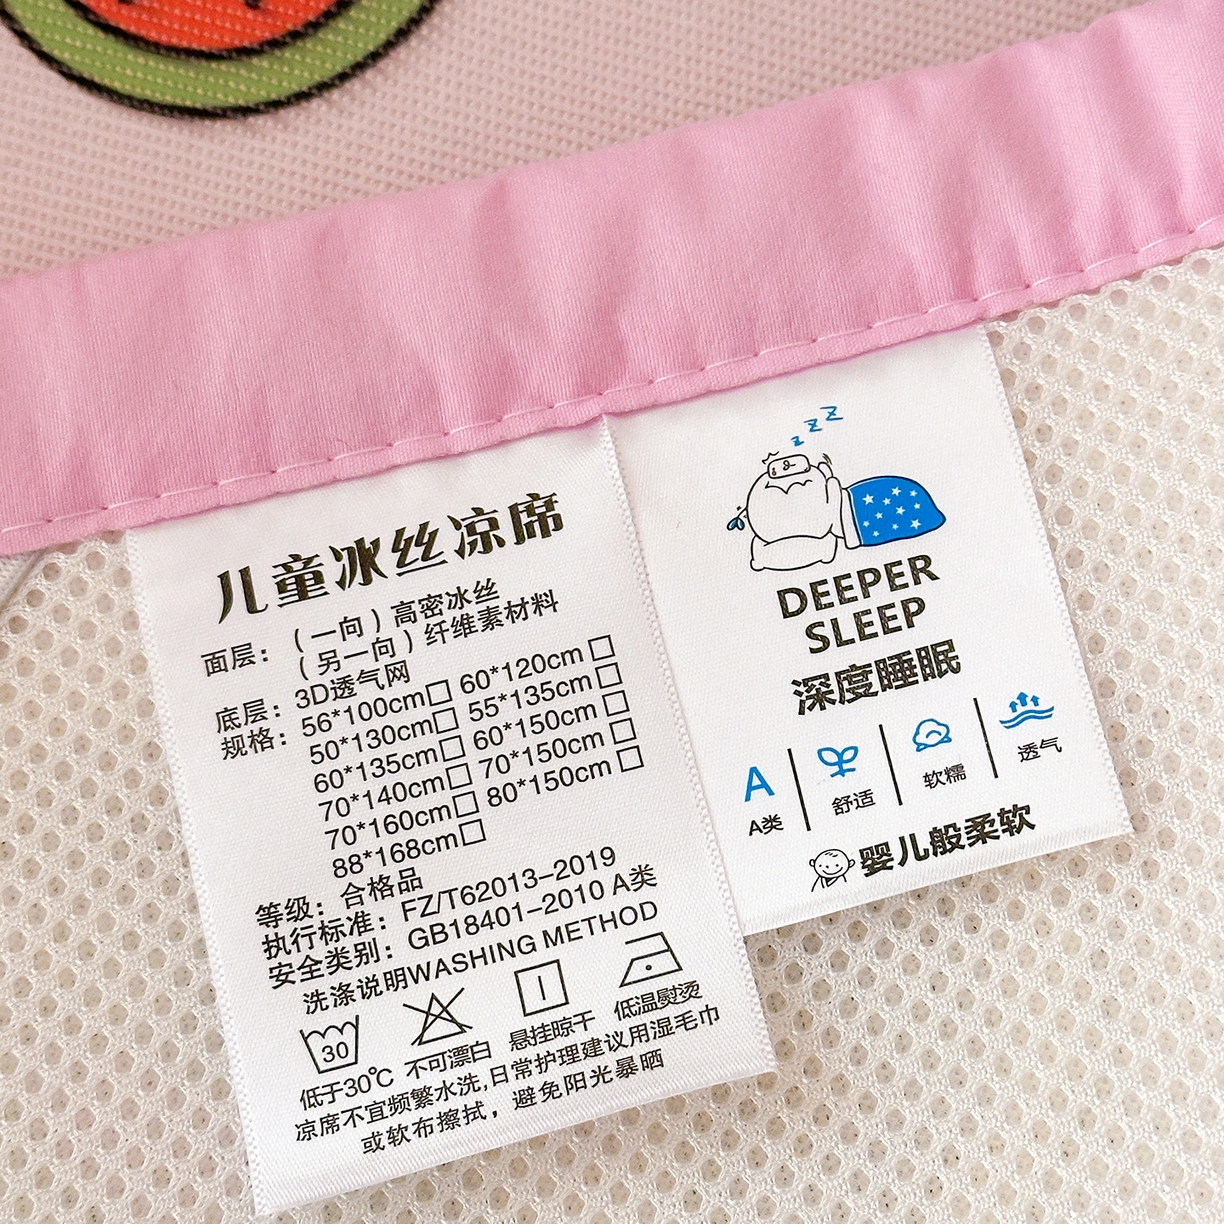 儿童冰丝凉席
面层：（一向）高密冰丝
（另一向）纤维素材料
底层：3D透气网
规格：56*100cm□ 60*120cm□
50*130cm□ 55*135cm□
60*135cm□ 60*150cm□
70*140cm□ 70*150cm□
70*160cm□ 80*150cm□
88*168cm□
等级：合格品
执行标准：FZ/T62013-2019
安全类别：GB18401-2010 A类
洗涤说明WASHING METHOD
30
低于30℃ 不可漂白 悬挂晾干 低温熨烫
凉席不宜频繁水洗,日常护理建议用湿毛巾
或软布擦拭，避免阳光暴晒
z z z
DEEPER
SLEEP
深度睡眠
A
A类 舒适 软糯 透气
婴儿般柔软